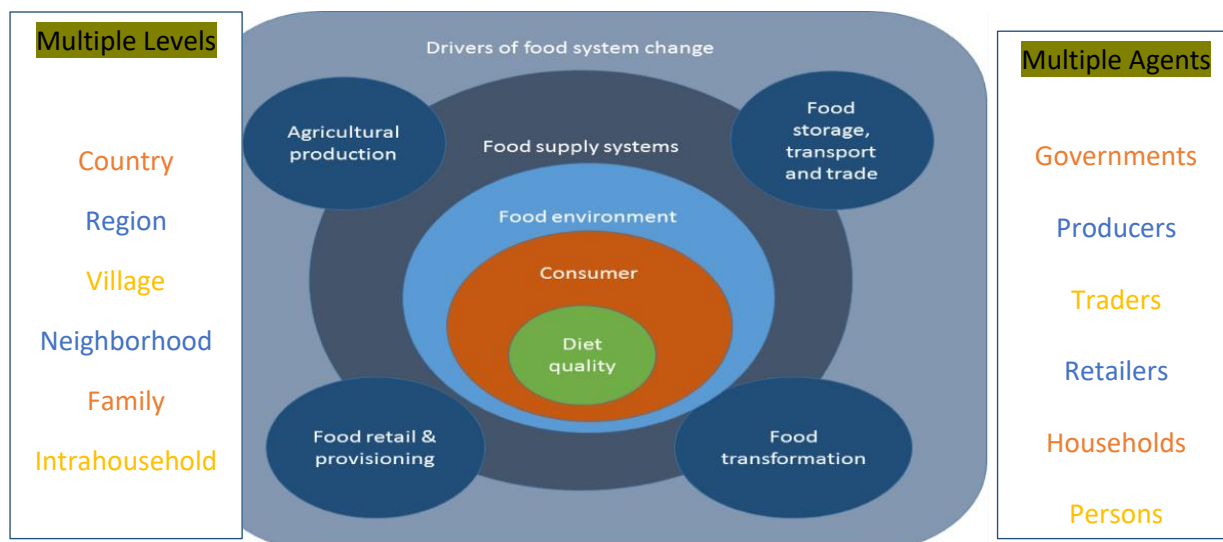 Multiple Levels
Country
Region
Village
Neighborhood
Family
Intrahousehold
Drivers of food system change
Agricultural
production
Food
storage,
transport
and trade
Food supply systems
Food environment
Consumer
Diet
quality
Food retail &
provisioning
Food
transformation
Multiple Agents
Governments
Producers
Traders
Retailers
Households
Persons